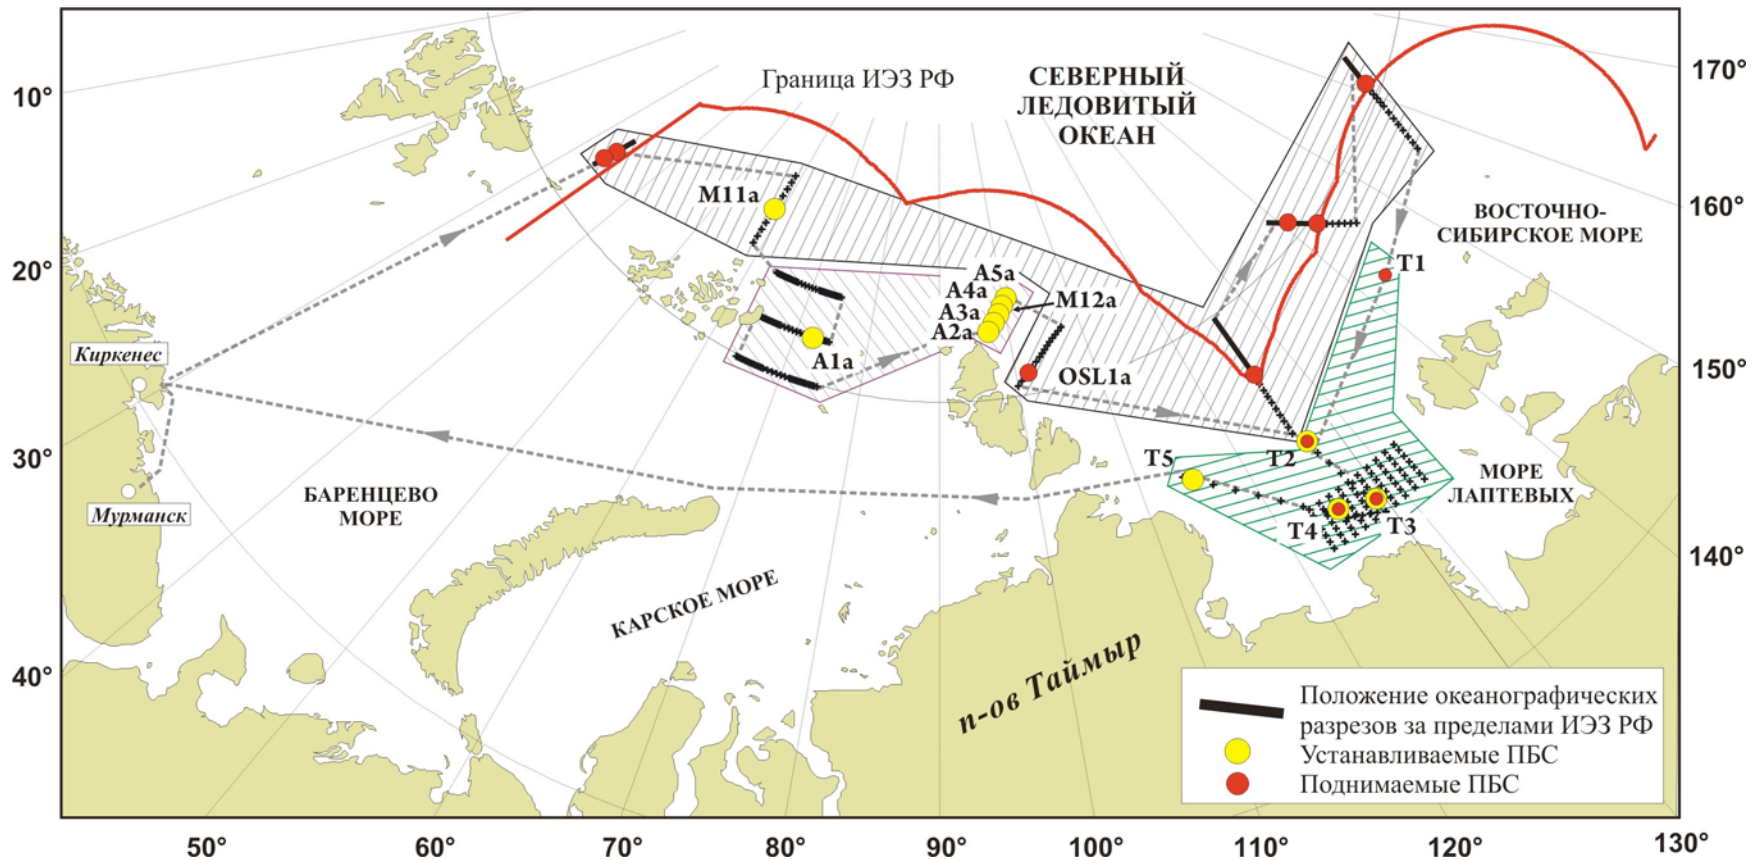 Граница ИЭЗ РФ
СЕВЕРНЫЙ
ЛЕДОВИТЫЙ
ОКЕАН
170°
10°
M11a
160°
ВОСТОЧНО-
СИБИРСКОЕ МОРЕ
20°
T1
A5a
A4a
M12a
A3a
A2a
Киркенес
A1a
OSL1a
150°
30°
T5
T2
МОРЕ
ЛАПТЕВЫХ
БАРЕНЦЕВО
МОРЕ
Мурманск
T4
T3
140°
КАРСКОЕ МОРЕ
п-ов Таймыр
40°
Положение океанографических
разрезов за пределами ИЭЗ РФ
Устанавливаемые ПБС
Поднимаемые ПБС
50°
60°
70°
80°
90°
100°
110°
120°
130°